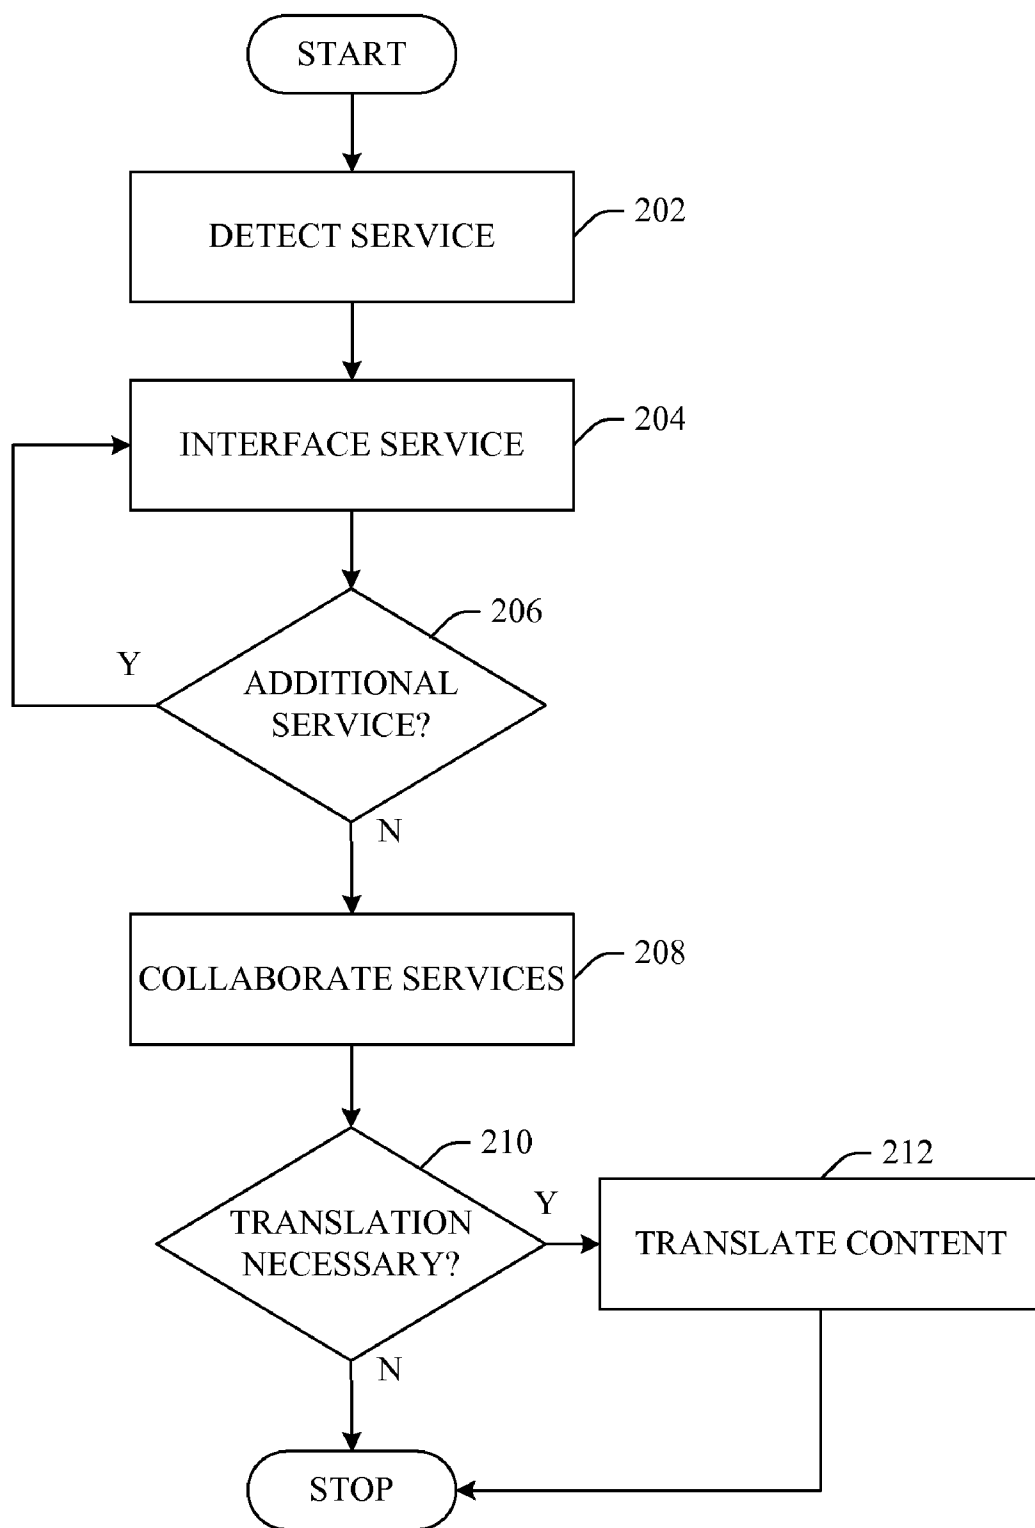 START
DETECT SERVICE
202
INTERFACE SERVICE
204
206
Y
ADDITIONAL
SERVICE?
N
COLLABORATE SERVICES
208
210
TRANSLATION
NECESSARY?
Y
212
TRANSLATE CONTENT
N
STOP